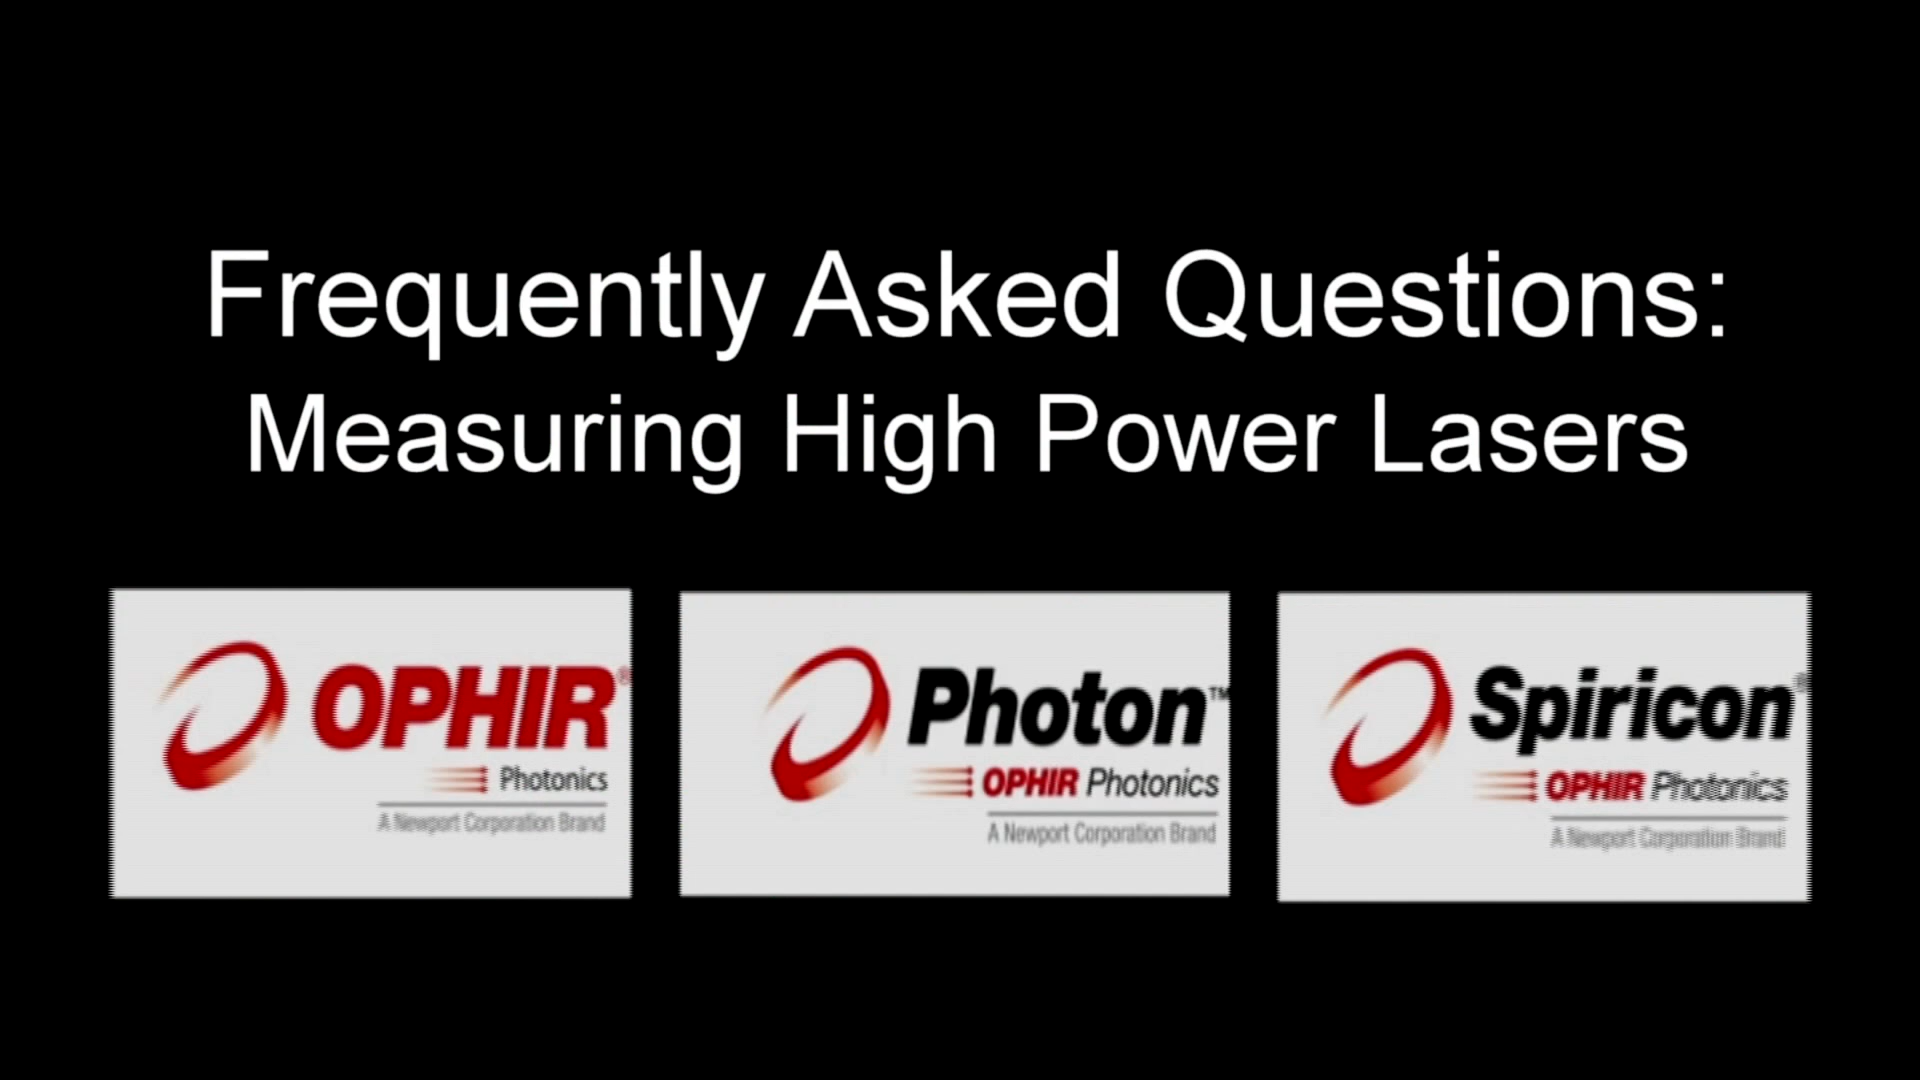 Frequently Asked Questions:
Measuring High Power Lasers
OPHIR®
Photonics
A Newport Corporation Brand
Photon™
OPHIR Photonics
A Newport Corporation Brand
Spiricon®
OPHIR Photonics
A Newport Corporation Brand